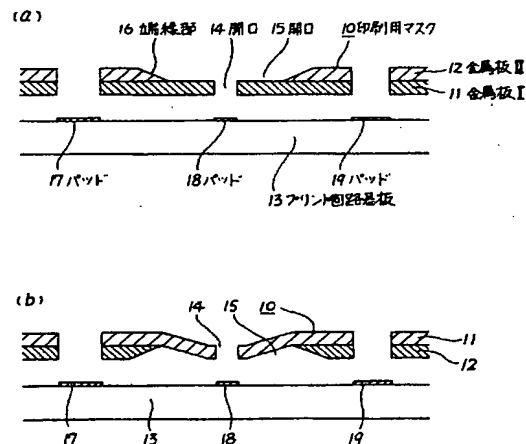 (a)
16 端縁部
14 開口
15 開口
10 印刷用マスク
12 金属板Ⅱ
11 金属板Ⅰ
17 パッド
18 パッド
19 パッド
13 プリント回路基板
(b)
14
15
10
11
12
17
13
18
19